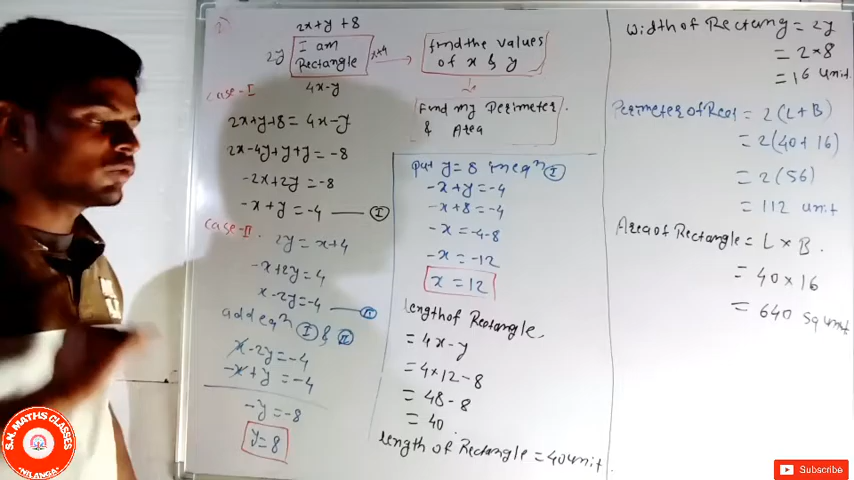 2)
2x+y+8
2y
I am
Rectangle
x+4
4x-y
find the values
of x & y
Find my Perimeter.
& Area
case-I
2x+y+8 = 4x-y
2x-4y+y+y = -8
-2x+2y = -8
-x+y = -4 —— I
case-II.
2y = x+4
-x+2y = 4
x-2y = -4 —— II
add eqn I & II
x-2y = -4
-x+y = -4
-y = -8
y = 8
put y = 8 in eqn I
-x+y = -4
-x+8 = -4
-x = -4-8
-x = -12
x = 12
length of Rectangle.
= 4x-y
= 4×12-8
= 48-8
= 40
length of Rectangle = 40 unit.
Width of Rectang = 2y
= 2×8
= 16 unit.
Perimeter of Rect = 2(L+B)
= 2(40+16)
= 2(56)
= 112 unit
Area of Rectangle = L×B.
= 40×16
= 640 sq unit
S.N. MATHS CLASSES
NILANGA
Subscribe